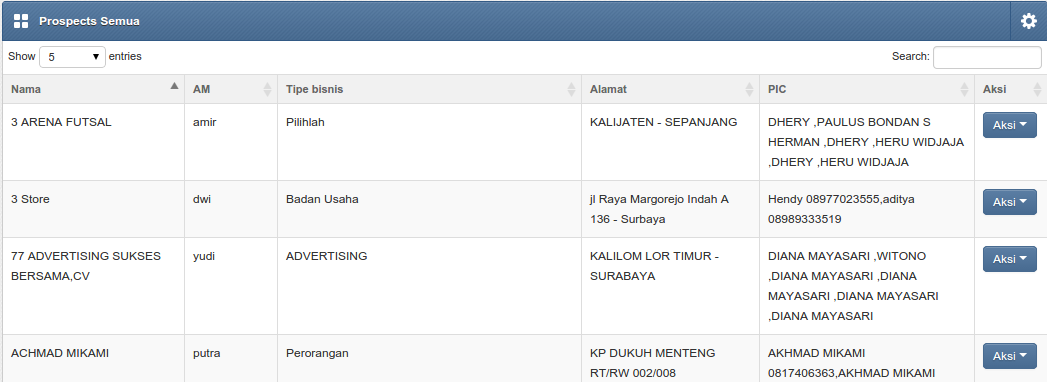 Prospects Semua
Show 5 entries
Search:
Nama AM Tipe bisnis Alamat PIC Aksi
3 ARENA FUTSAL amir Pilihlah KALIJATEN - SEPANJANG DHERY ,PAULUS BONDAN S Aksi
HERMAN ,DHERY ,HERU WIDJAJA
,DHERY ,HERU WIDJAJA
3 Store dwi Badan Usaha jl Raya Margorejo Indah A Hendy 08977023555,aditya Aksi
136 - Surbaya 08989333519
77 ADVERTISING SUKSES yudi ADVERTISING KALILOM LOR TIMUR - DIANA MAYASARI ,WITONO Aksi
BERSAMA,CV SURABAYA ,DIANA MAYASARI ,DIANA
MAYASARI ,DIANA MAYASARI
,DIANA MAYASARI
ACHMAD MIKAMI putra Perorangan KP DUKUH MENTENG AKHMAD MIKAMI Aksi
RT/RW 002/008 0817406363,AKHMAD MIKAMI